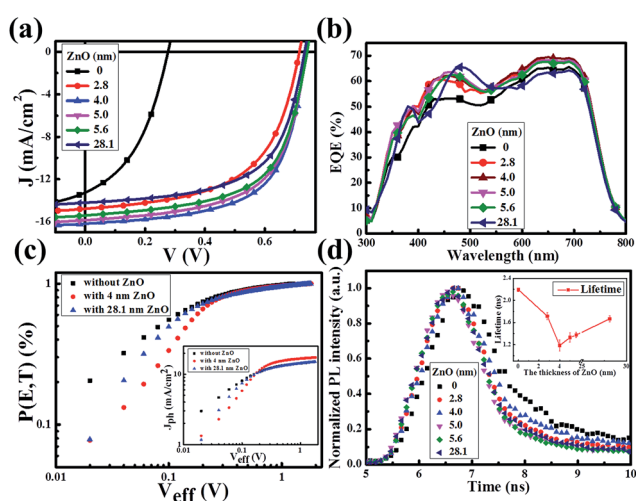 (a)
ZnO (nm)
0
2.8
4.0
5.0
5.6
28.1
J (mA/cm²)
0
-4
-8
-12
-16
0.0 0.2 0.4 0.6
V (V)
(b)
EQE (%)
70
60
50
40
30
20
10
0
ZnO (nm)
0
2.8
4.0
5.0
5.6
28.1
300 400 500 600 700 800
Wavelength (nm)
(c)
without ZnO
with 4 nm ZnO
with 28.1 nm ZnO
P(E,T) (%)
1
0.1
0.01 0.1 1
Veff (V)
without ZnO
with 4 nm ZnO
with 28.1 nm ZnO
Jph (mA/cm²)
10
1
0.01 0.1 1
Veff (V)
(d)
Normalized PL intensity (a.u.)
1.0
0.8
0.6
0.4
0.2
0.0
ZnO (nm)
0
2.8
4.0
5.0
5.6
28.1
5 6 7 8 9 10
Time (ns)
Lifetime
Lifetime (ns)
2.4
2.1
1.8
1.5
1.2
0 2 4 25 30
The thickness of ZnO (nm)